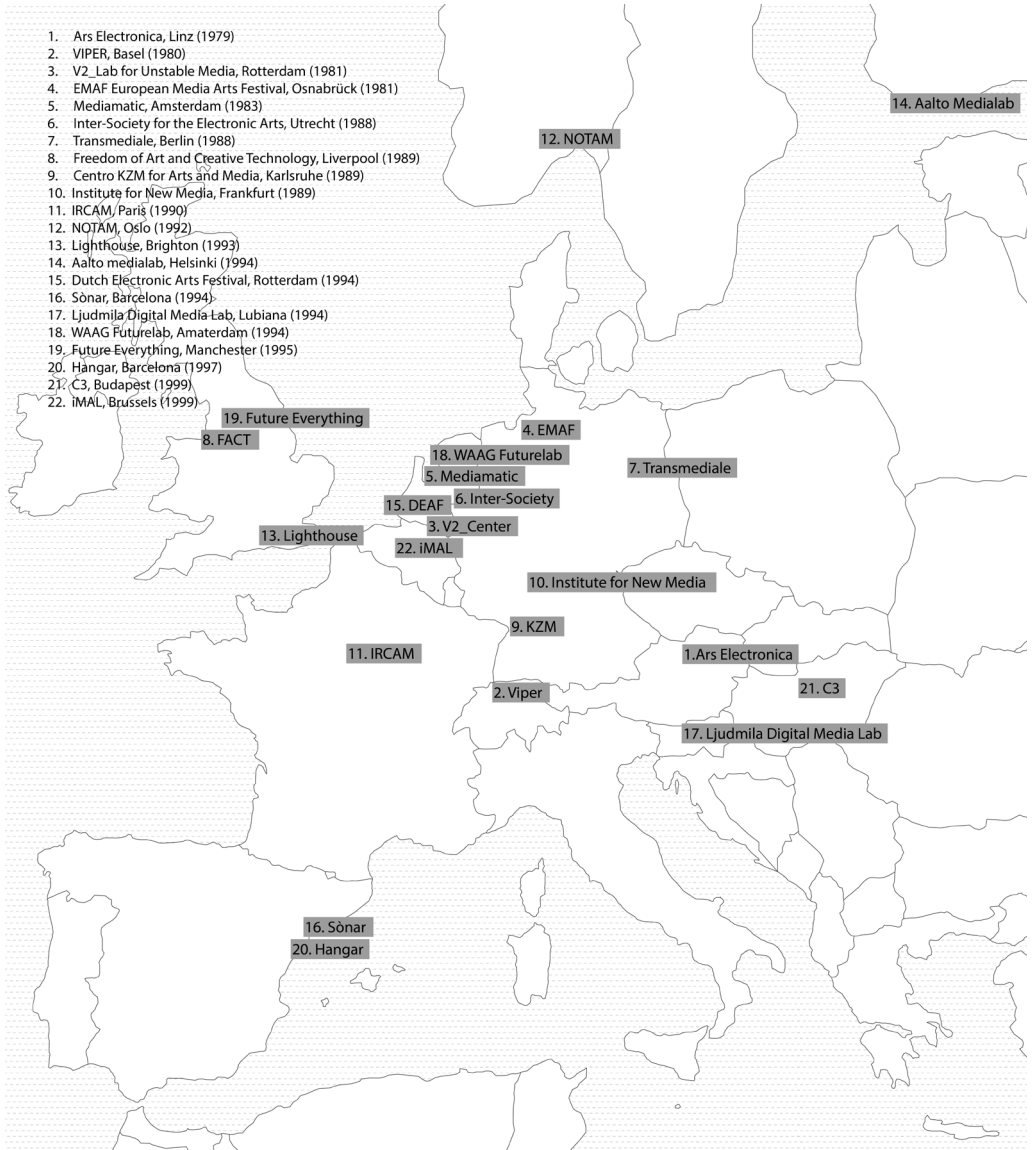 1. Ars Electronica, Linz (1979)
2. VIPER, Basel (1980)
3. V2_Lab for Unstable Media, Rotterdam (1981)
4. EMAF European Media Arts Festival, Osnabrück (1981)
5. Mediamatic, Amsterdam (1983)
6. Inter-Society for the Electronic Arts, Utrecht (1988)
7. Transmediale, Berlin (1988)
8. Freedom of Art and Creative Technology, Liverpool (1989)
9. Centro KZM for Arts and Media, Karlsruhe (1989)
10. Institute for New Media, Frankfurt (1989)
11. IRCAM, Paris (1990)
12. NOTAM, Oslo (1992)
13. Lighthouse, Brighton (1993)
14. Aalto medialab, Helsinki (1994)
15. Dutch Electronic Arts Festival, Rotterdam (1994)
16. Sònar, Barcelona (1994)
17. Ljudmila Digital Media Lab, Lubiana (1994)
18. WAAG Futurelab, Amaterdam (1994)
19. Future Everything, Manchester (1995)
20. Hangar, Barcelona (1997)
21. C3, Budapest (1999)
22. iMAL, Brussels (1999)
14. Aalto Medialab
12. NOTAM
19. Future Everything
4. EMAF
8. FACT
18. WAAG Futurelab
7. Transmediale
5. Mediamatic
6. Inter-Society
15. DEAF
3. V2_Center
13. Lighthouse
22. iMAL
10. Institute for New Media
9. KZM
11. IRCAM
1.Ars Electronica
21. C3
2. Viper
17. Ljudmila Digital Media Lab
16. Sònar
20. Hangar